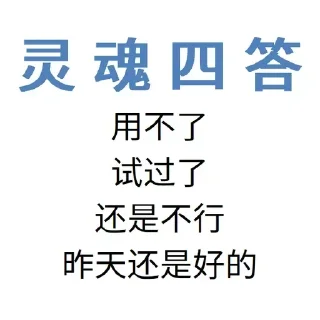 灵魂四答
用不了
试过了
还是不行
昨天还是好的